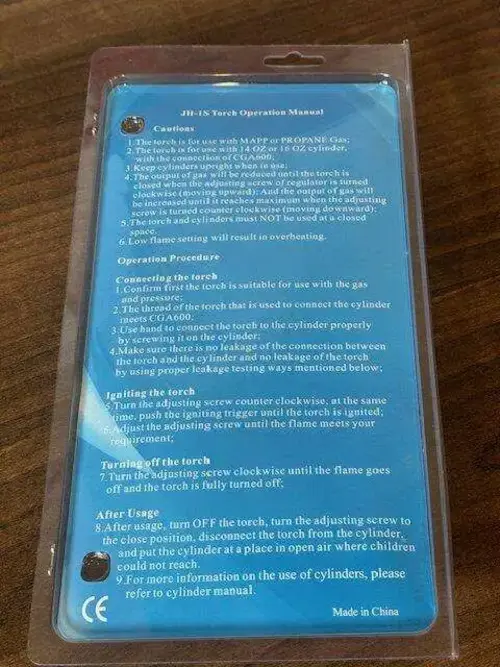 JH-1S Torch Operation Manual
Cautions
1.The torch is for use with MAPP or PROPANE Gas;
2.The torch is for use with 14 OZ or 16 OZ cylinder,
with the connection of CGA600;
3.Keep cylinders upright when in use;
4.The output of gas will be reduced until the torch is
closed when the adjusting screw of regulator is turned
clockwise (moving upward); And the output of gas will
be increased until it reaches maximum when the adjusting
screw is turned counter clockwise (moving downward);
5.The torch and cylinders must NOT be used at a closed
space.
6.Low flame setting will result in overheating.
Operation Procedure
Connecting the torch
1.Confirm first the torch is suitable for use with the gas
and pressure;
2.The thread of the torch that is used to connect the cylinder
meets CGA600;
3.Use hand to connect the torch to the cylinder properly
by screwing it on the cylinder;
4.Make sure there is no leakage of the connection between
the torch and the cylinder and no leakage of the torch
by using proper leakage testing ways mentioned below;
Igniting the torch
5.Turn the adjusting screw counter clockwise, at the same
time, push the igniting trigger until the torch is ignited;
6.Adjust the adjusting screw until the flame meets your
requirement;
Turning off the torch
7.Turn the adjusting screw clockwise until the flame goes
off and the torch is fully turned off;
After Usage
8.After usage, turn OFF the torch, turn the adjusting screw to
the close position, disconnect the torch from the cylinder,
and put the cylinder at a place in open air where children
could not reach.
9.For more information on the use of cylinders, please
refer to cylinder manual.
CE
Made in China